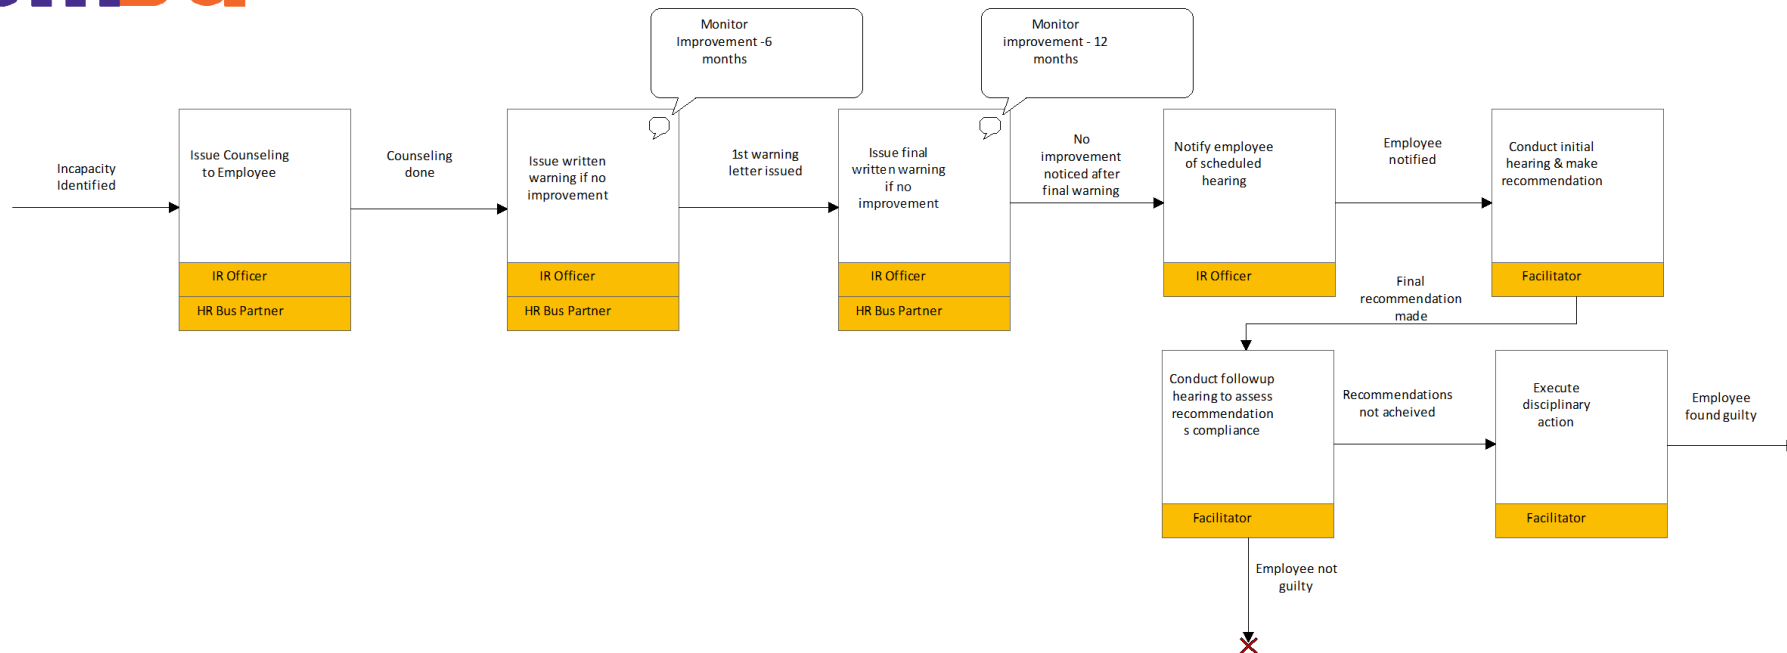 Monitor
Improvement -6
months
Monitor
improvement - 12
months
Incapacity
Identified
Issue Counseling
to Employee
IR Officer
HR Bus Partner
Counseling
done
Issue written
warning if no
improvement
IR Officer
HR Bus Partner
1st warning
letter issued
Issue final
written warning
if no
improvement
IR Officer
HR Bus Partner
No
improvement
noticed after
final warning
Notify employee
of scheduled
hearing
IR Officer
Employee
notified
Conduct initial
hearing & make
recommendation
Facilitator
Final
recommendation
made
Conduct followup
hearing to assess
recommendation
s compliance
Facilitator
Recommendations
not acheived
Execute
disciplinary
action
Facilitator
Employee
found guilty
Employee not
guilty